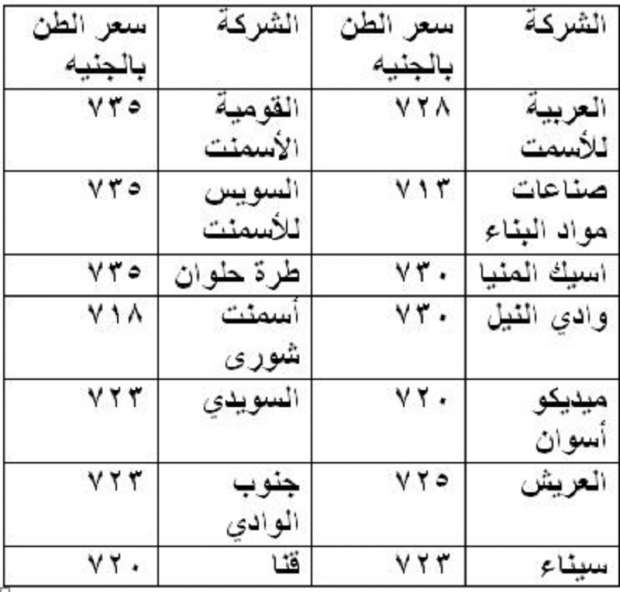 الشركة سعر الطن بالجنيه الشركة سعر الطن بالجنيه
العربية للأسمت ٧٢٨ القومية الأسمنت ٧٣٥
صناعات مواد البناء ٧١٣ السويس للأسمنت ٧٣٥
اسيك المنيا ٧٣٠ طرة حلوان ٧٣٥
وادي النيل ٧٣٠ أسمنت شورى ٧١٨
ميديكو أسوان ٧٢٠ السويدي ٧٢٣
العريش ٧٢٥ جنوب الوادي ٧٢٣
سيناء ٧٢٣ قنا ٧٢٠